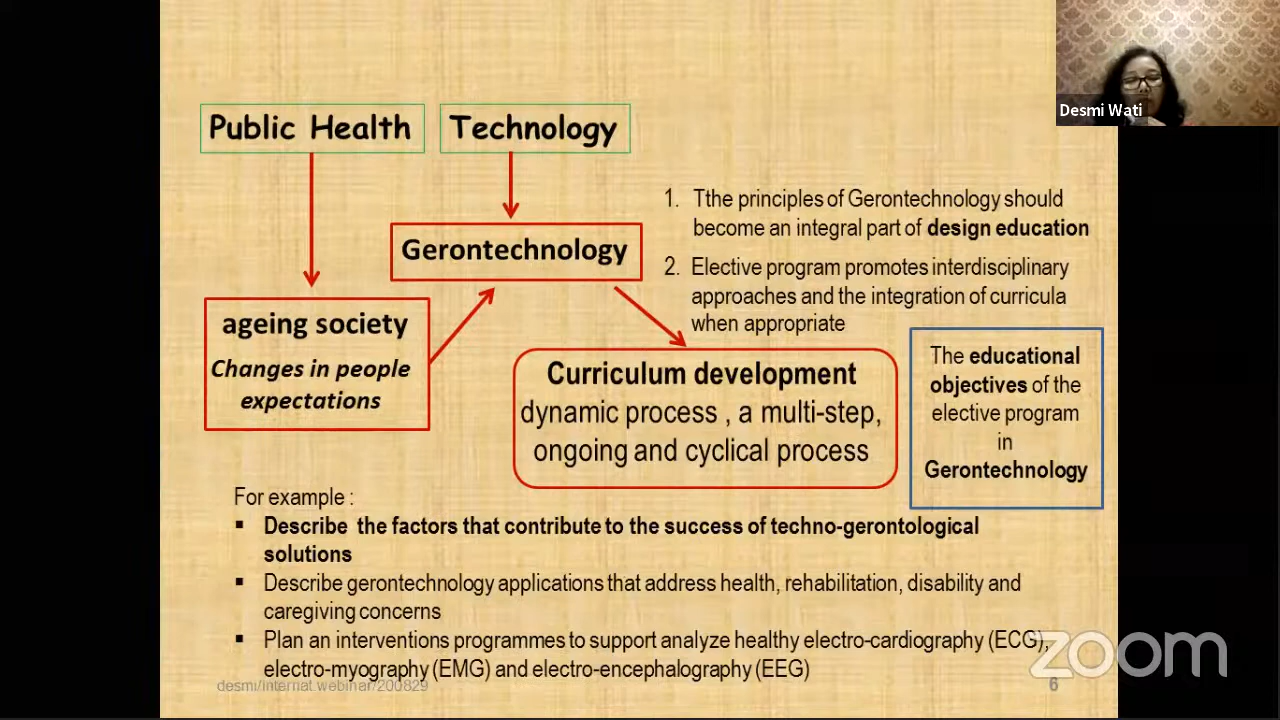 Desmi Wati
Public Health
Technology
Gerontechnology
ageing society
Changes in people
expectations
1. Tthe principles of Gerontechnology should
become an integral part of design education
2. Elective program promotes interdisciplinary
approaches and the integration of curricula
when appropriate
Curriculum development
dynamic process , a multi-step,
ongoing and cyclical process
The educational
objectives of the
elective program
in
Gerontechnology
For example :
▪ Describe the factors that contribute to the success of techno-gerontological
solutions
▪ Describe gerontechnology applications that address health, rehabilitation, disability and
caregiving concerns
▪ Plan an interventions programmes to support analyze healthy electro-cardiography (ECG),
electro-myography (EMG) and electro-encephalography (EEG)
desmi/internat.webinar/200829
6
zoom